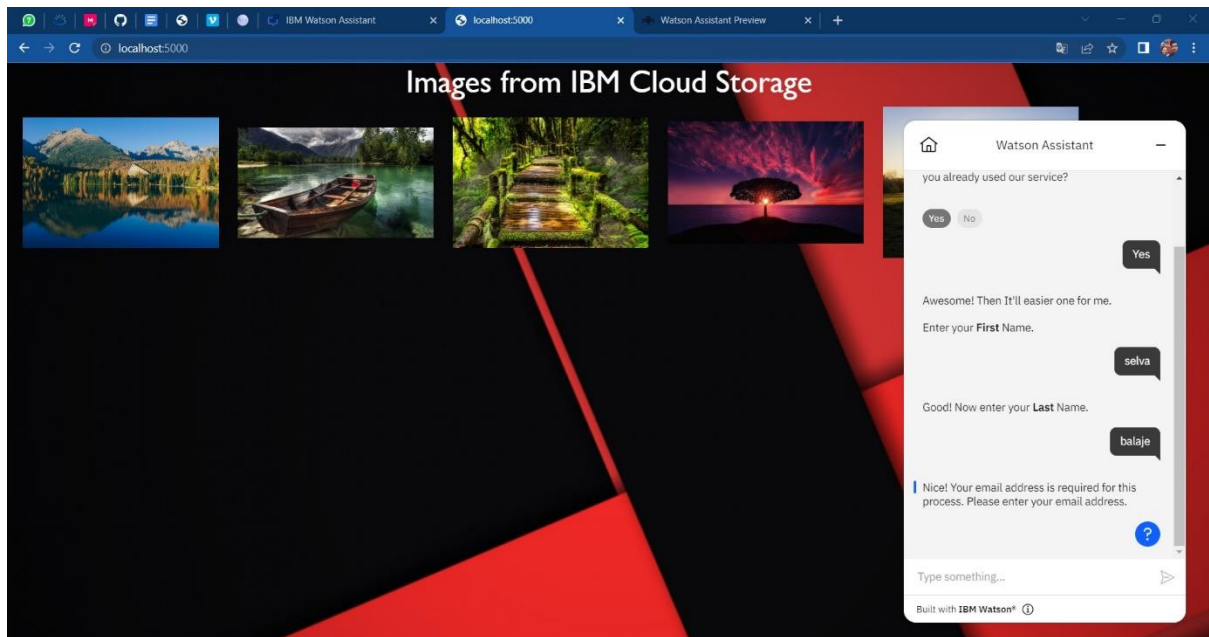 IBM Watson Assistant
localhost:5000
Watson Assistant Preview
localhost:5000
Images from IBM Cloud Storage
Watson Assistant
you already used our service?
Yes No
Yes
Awesome! Then It'll easier one for me.
Enter your First Name.
selva
Good! Now enter your Last Name.
balaje
Nice! Your email address is required for this
process. Please enter your email address.
?
Type something...
Built with IBM Watson®